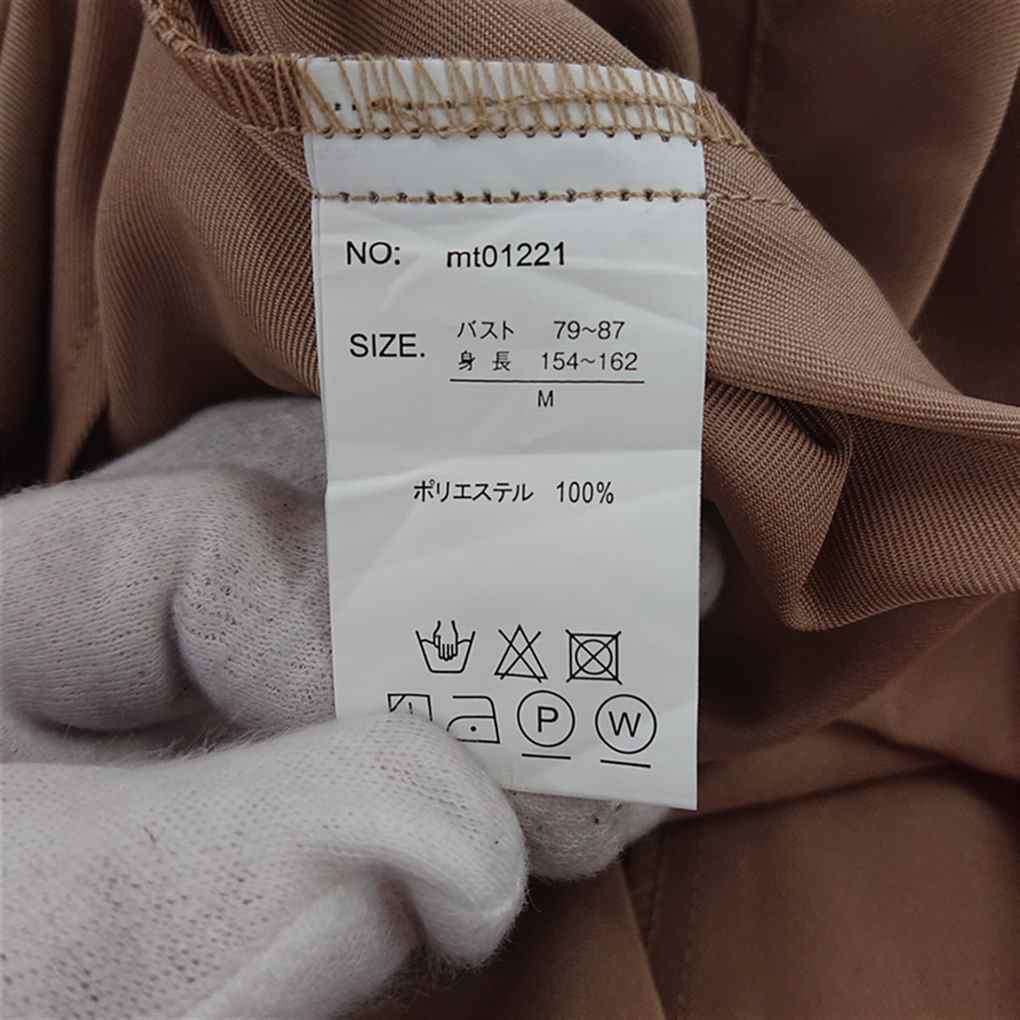 NO: mt01221
SIZE. バスト 79~87
身長 154~162
M
ポリエステル 100%
P W